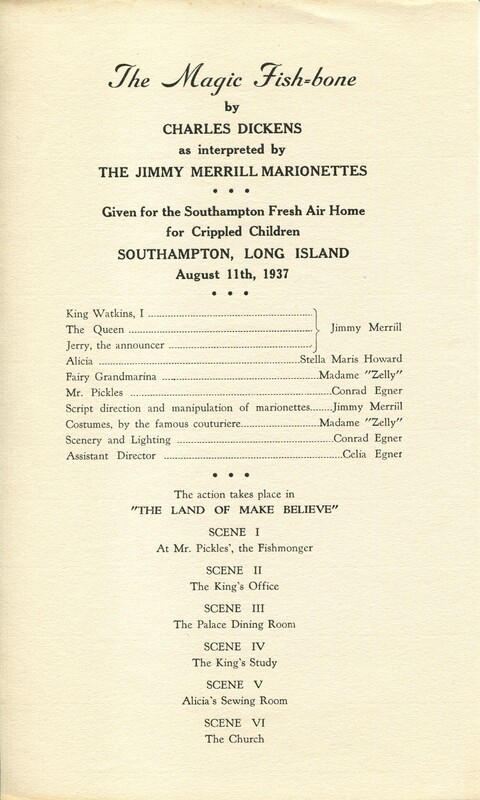 The Magic Fish-bone
by
CHARLES DICKENS
as interpreted by
THE JIMMY MERRILL MARIONETTES
• • •
Given for the Southampton Fresh Air Home
for Crippled Children
SOUTHAMPTON, LONG ISLAND
August 11th, 1937
• • •
King Watkins, I
The Queen
Jerry, the announcer
Jimmy Merrill
Alicia Stella Maris Howard
Fairy Grandmarina Madame "Zelly"
Mr. Pickles Conrad Egner
Script direction and manipulation of marionettes Jimmy Merrill
Costumes, by the famous couturiere Madame "Zelly"
Scenery and Lighting Conrad Egner
Assistant Director Celia Egner
• • •
The action takes place in
"THE LAND OF MAKE BELIEVE"
SCENE I
At Mr. Pickles', the Fishmonger
SCENE II
The King's Office
SCENE III
The Palace Dining Room
SCENE IV
The King's Study
SCENE V
Alicia's Sewing Room
SCENE VI
The Church